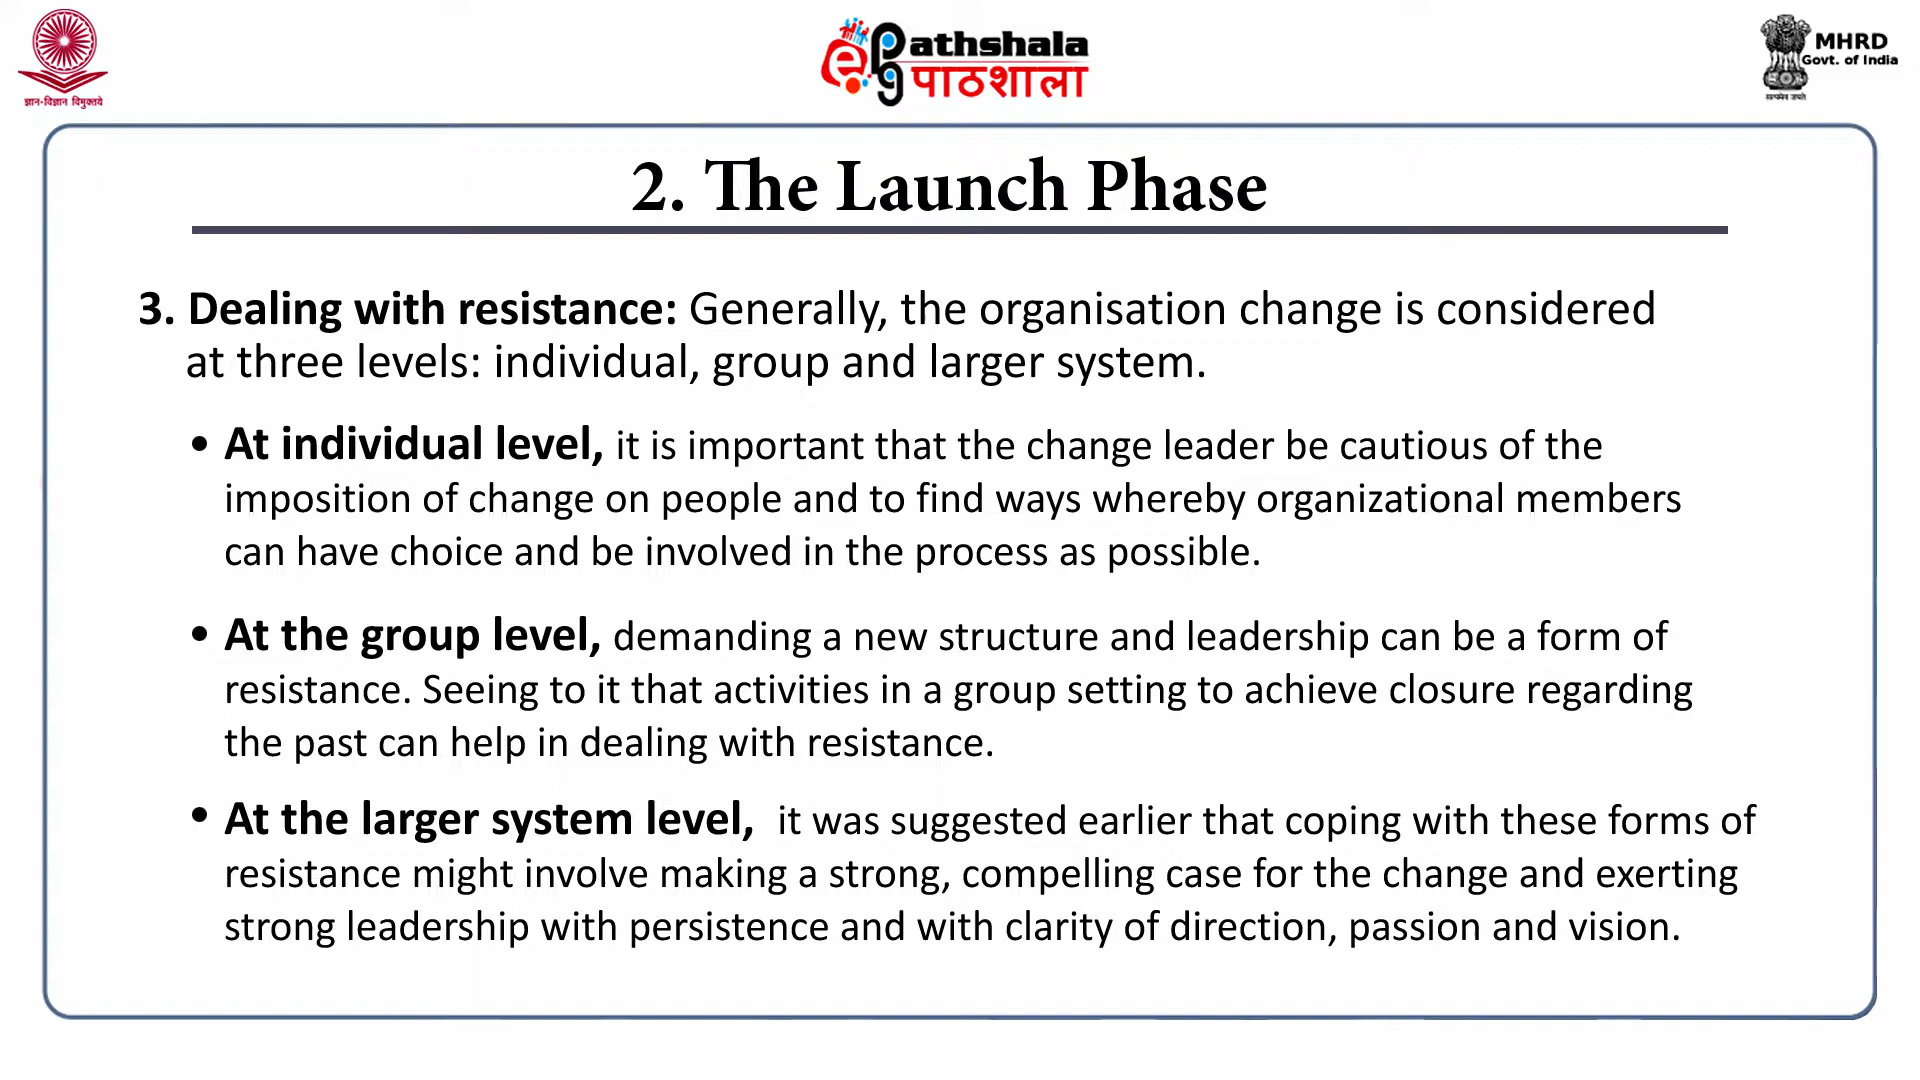 ज्ञान-विज्ञान विमुक्तये
epg Pathshala
पाठशाला
MHRD
Govt. of India
सत्यमेव जयते
2. The Launch Phase
3. Dealing with resistance: Generally, the organisation change is considered
at three levels: individual, group and larger system.
• At individual level, it is important that the change leader be cautious of the
imposition of change on people and to find ways whereby organizational members
can have choice and be involved in the process as possible.
• At the group level, demanding a new structure and leadership can be a form of
resistance. Seeing to it that activities in a group setting to achieve closure regarding
the past can help in dealing with resistance.
• At the larger system level, it was suggested earlier that coping with these forms of
resistance might involve making a strong, compelling case for the change and exerting
strong leadership with persistence and with clarity of direction, passion and vision.